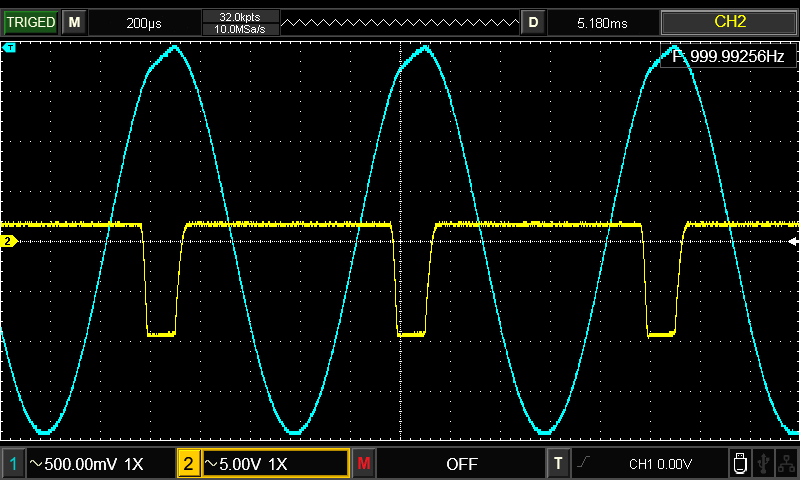 TRIGED M 200µs 32.0kpts D 5.180ms CH2
10.0MSa/s
T
F: 999.99256Hz
2
1 ~500.00mV 1X 2 ~5.00V 1X M OFF T CH1 0.00V